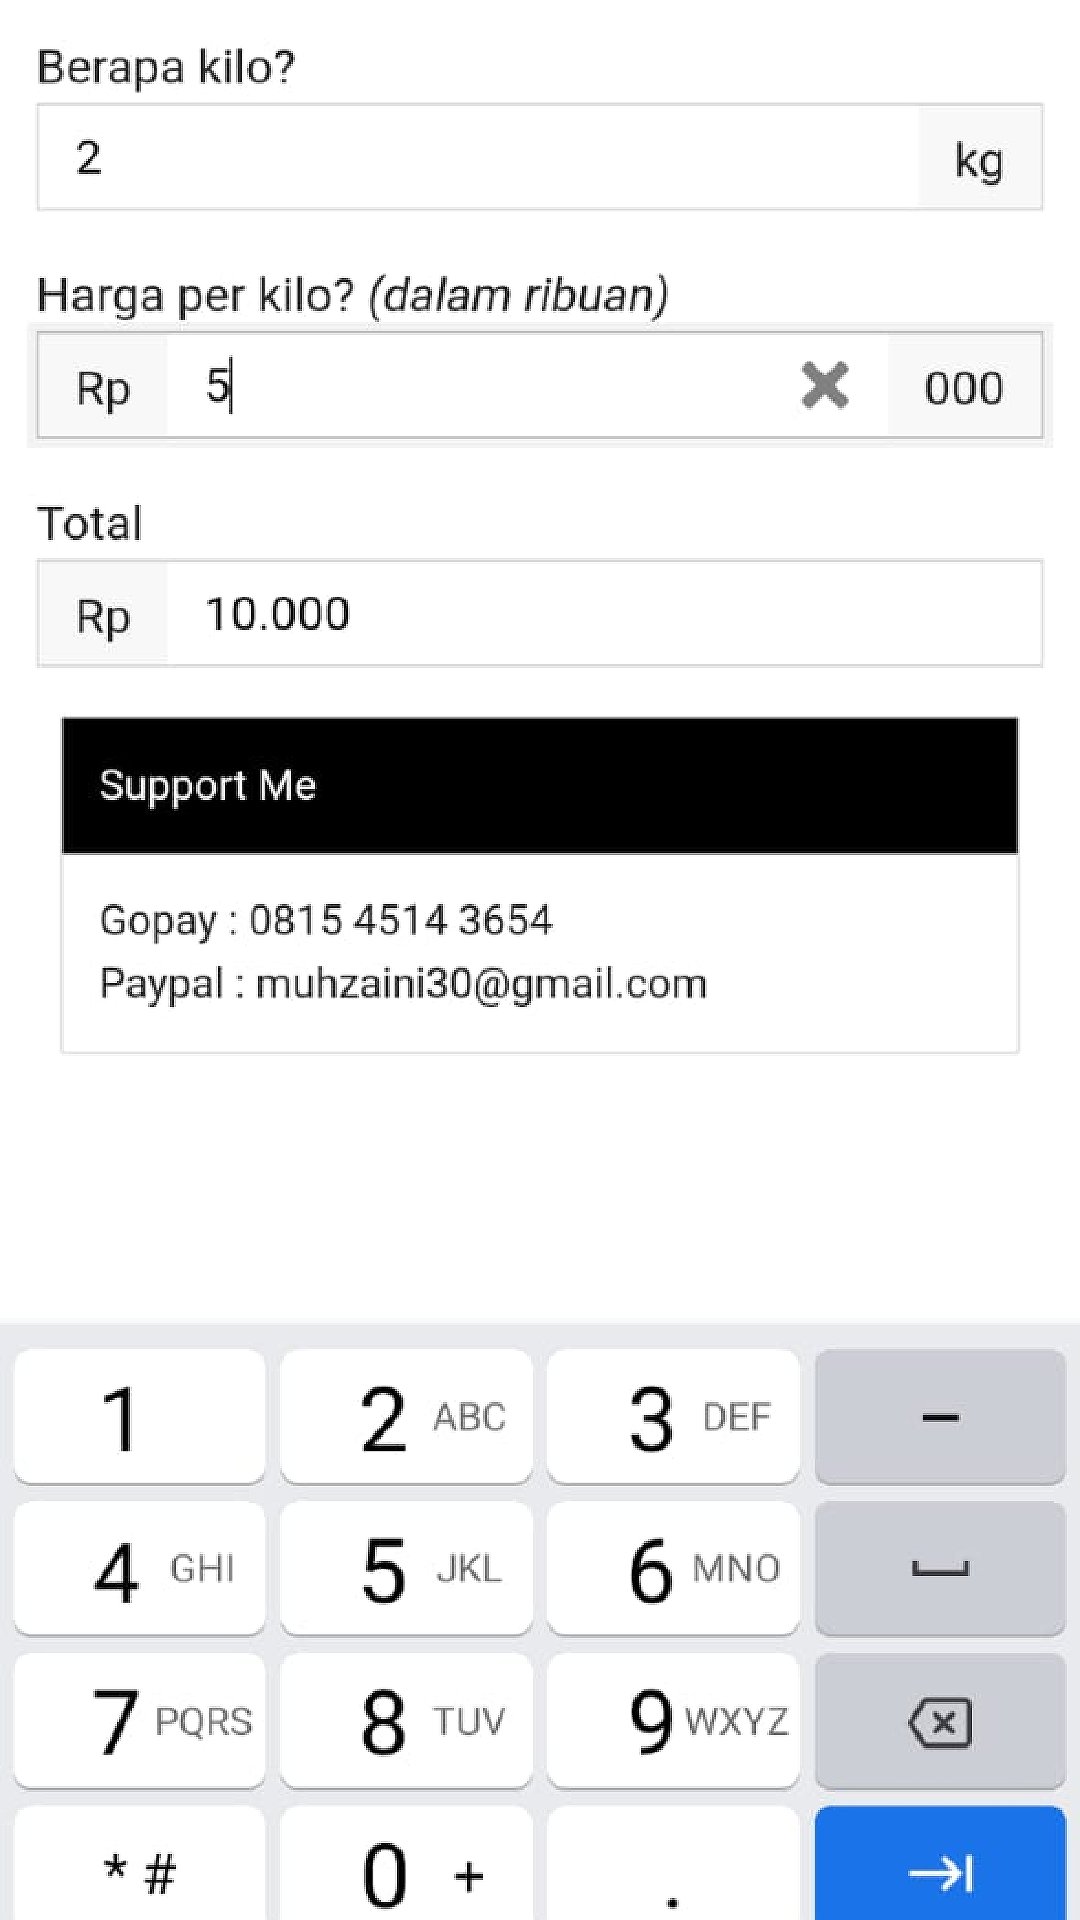 Berapa kilo?
2 kg
Harga per kilo? (dalam ribuan)
Rp 5 000
Total
Rp 10.000
Support Me
Gopay : 0815 4514 3654
Paypal : muhzaini30@gmail.com
1 2 ABC 3 DEF –
4 GHI 5 JKL 6 MNO
7 PQRS 8 TUV 9 WXYZ
* # 0 + .